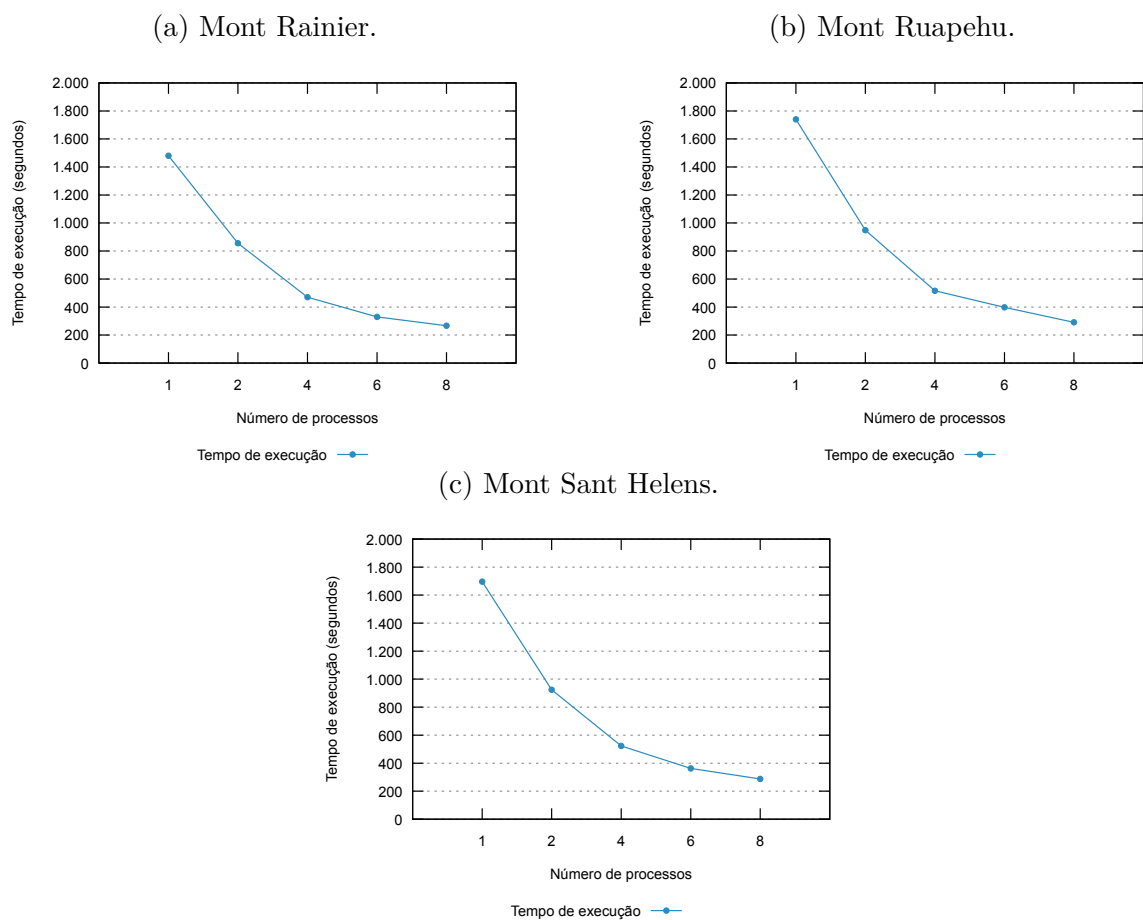 (a) Mont Rainier.
2.000
1.800
1.600
1.400
1.200
1.000
800
600
400
200
0
Tempo de execução (segundos)
1 2 4 6 8
Número de processos
Tempo de execução
(b) Mont Ruapehu.
2.000
1.800
1.600
1.400
1.200
1.000
800
600
400
200
0
Tempo de execução (segundos)
1 2 4 6 8
Número de processos
Tempo de execução
(c) Mont Sant Helens.
2.000
1.800
1.600
1.400
1.200
1.000
800
600
400
200
0
Tempo de execução (segundos)
1 2 4 6 8
Número de processos
Tempo de execução